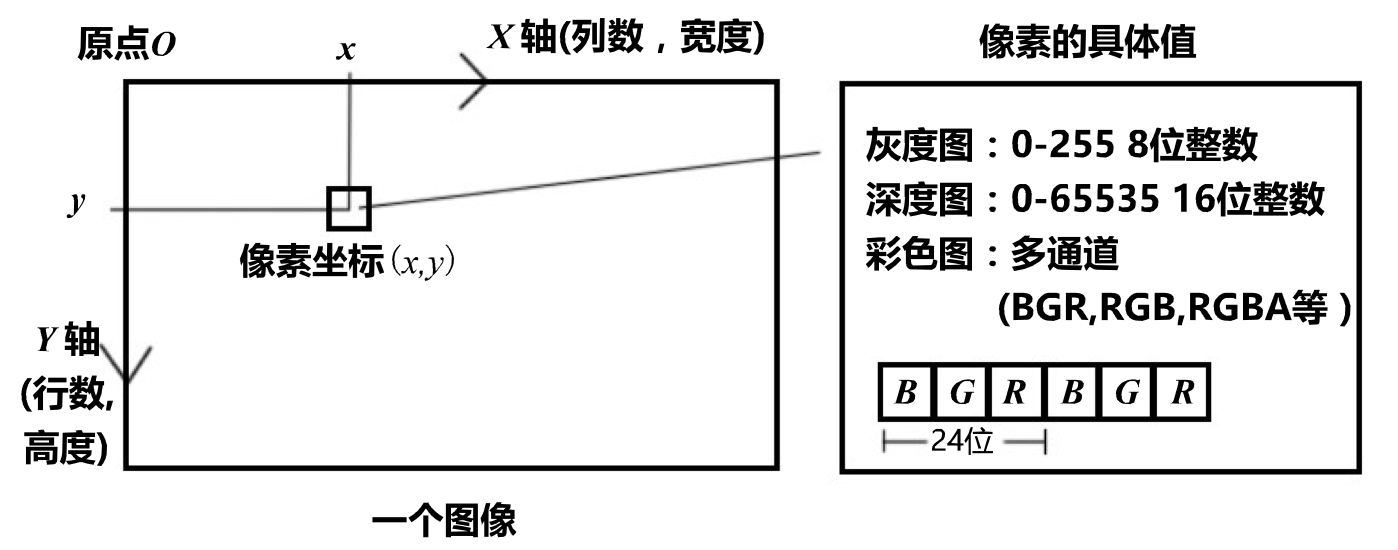 原点O
x
X 轴(列数，宽度)
y
像素坐标(x,y)
Y 轴
(行数,
高度)
一个图像
像素的具体值
灰度图：0-255 8位整数
深度图：0-65535 16位整数
彩色图：多通道
(BGR,RGB,RGBA等 )
B G R B G R
24位